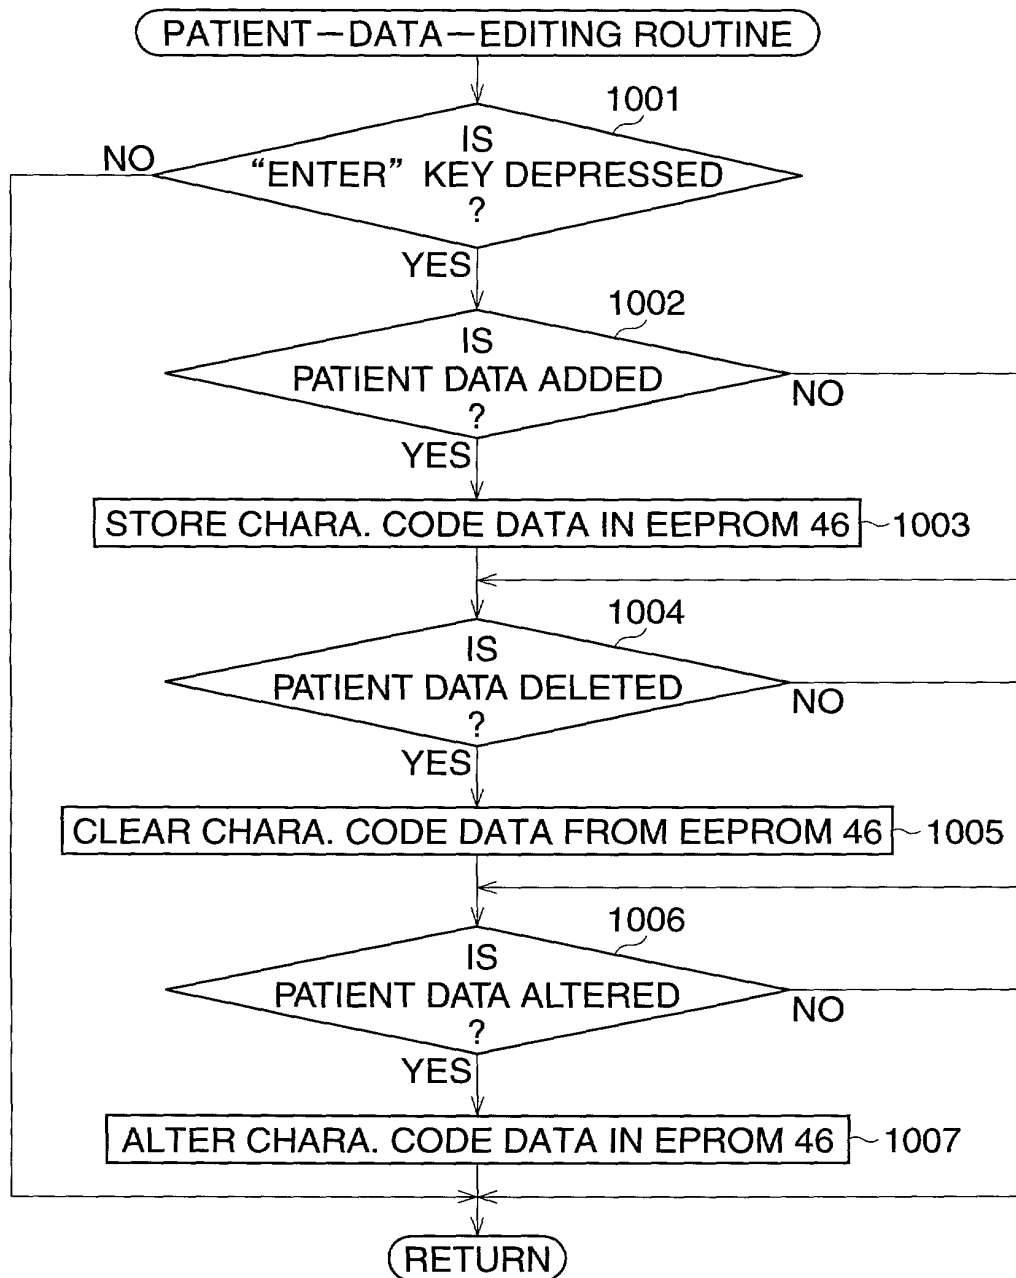 PATIENT—DATA—EDITING ROUTINE
1001
IS
NO
“ENTER” KEY DEPRESSED
?
YES
1002
IS
PATIENT DATA ADDED
NO
?
YES
STORE CHARA. CODE DATA IN EEPROM 46
1003
1004
IS
PATIENT DATA DELETED
NO
?
YES
CLEAR CHARA. CODE DATA FROM EEPROM 46
1005
1006
IS
PATIENT DATA ALTERED
NO
?
YES
ALTER CHARA. CODE DATA IN EPROM 46
1007
RETURN